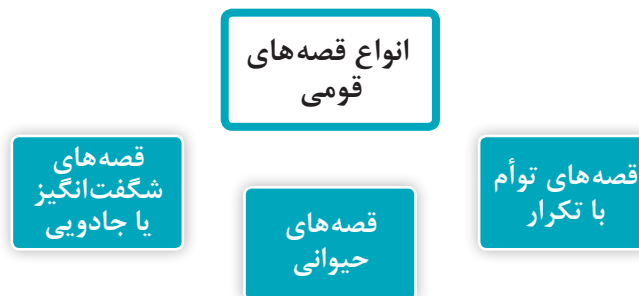 انواع قصه‌های
قومی
قصه‌های توأم
با تکرار
قصه‌های
حیوانی
قصه‌های
شگفت‌انگیز
یا جادویی